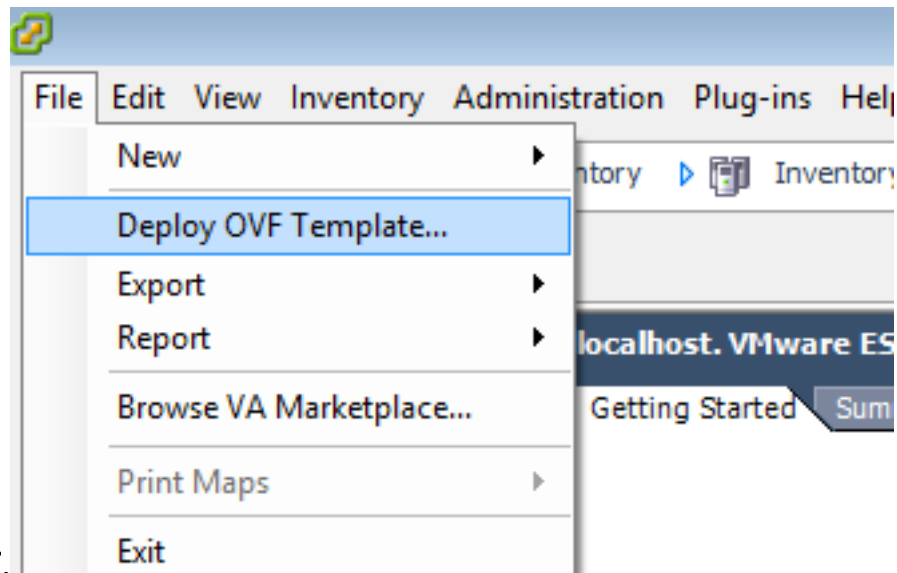 File Edit View Inventory Administration Plug-ins
New
ntory Inventory
Deploy OVF Template...
Export
Report
localhost. VMware ES
Browse VA Marketplace...
Getting Started Sum
Print Maps
Exit